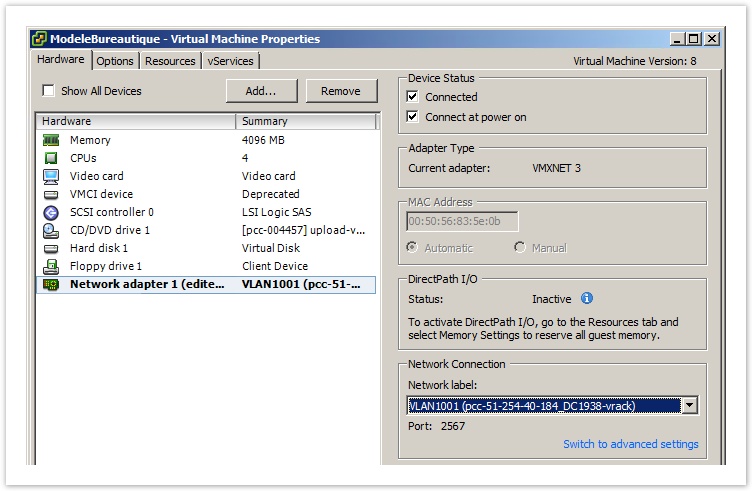 ModeleBureautique - Virtual Machine Properties
Hardware Options Resources vServices
Virtual Machine Version: 8
Show All Devices
Add... Remove
Hardware Summary
Memory 4096 MB
CPUs 4
Video card Video card
VMCI device Deprecated
SCSI controller 0 LSI Logic SAS
CD/DVD drive 1 [pcc-004457] upload-v...
Hard disk 1 Virtual Disk
Floppy drive 1 Client Device
Network adapter 1 (edite... VLAN1001 (pcc-51-...
Device Status
Connected
Connect at power on
Adapter Type
Current adapter: VMXNET 3
MAC Address
00:50:56:83:5e:0b
Automatic Manual
DirectPath I/O
Status: Inactive
To activate DirectPath I/O, go to the Resources tab and
select Memory Settings to reserve all guest memory.
Network Connection
Network label:
VLAN1001 (pcc-51-254-40-184_DC1938-vrack)
Port: 2567
Switch to advanced settings